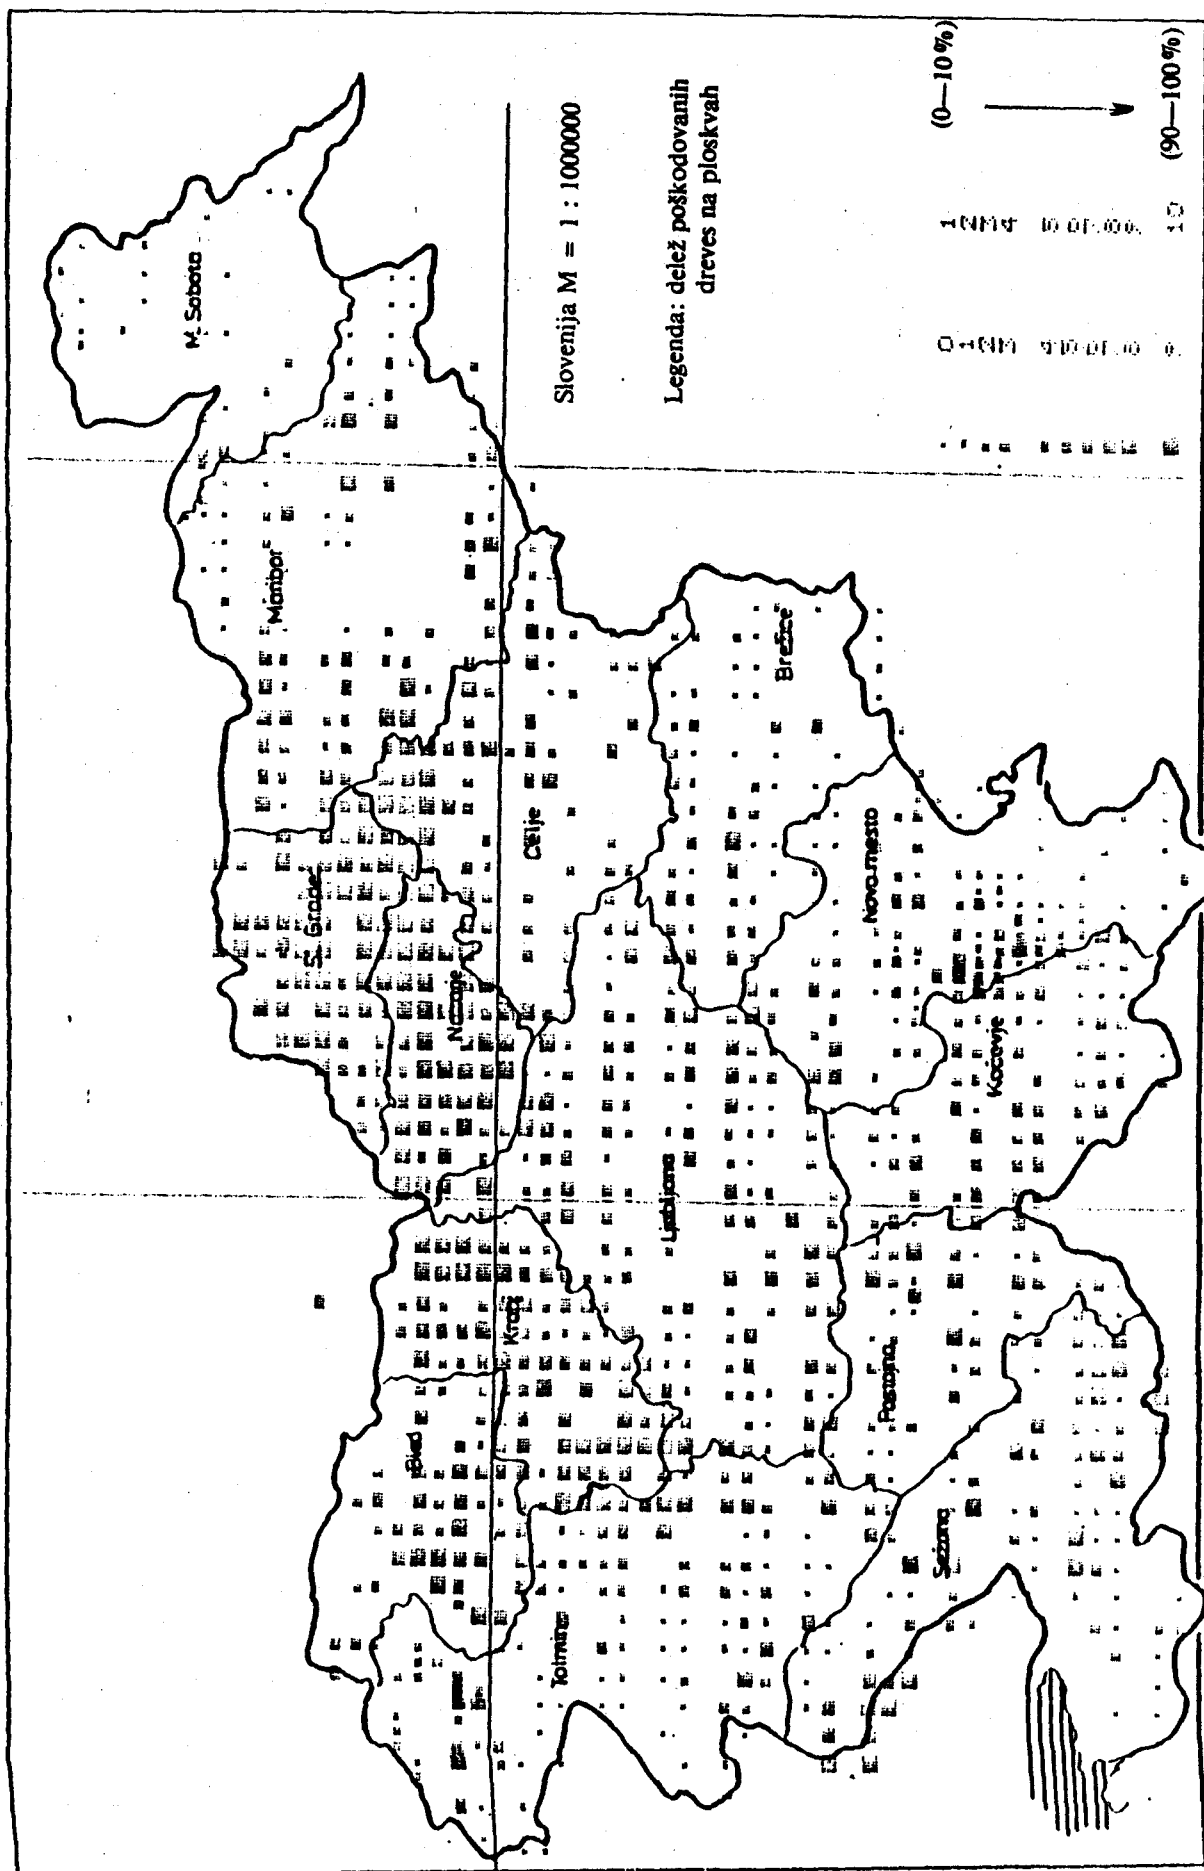 Slovenija M = 1 : 1000000
Legenda: delež poškodovanih
dreves na ploskvah
(0—10%)
(90—100%)
M. Sobota
Maribor
S. Gradec
Nazarje
Celje
Brežice
Novo mesto
Kočevje
Ljubljana
Kranj
Bled
Postojna
Tolmin
Sežana